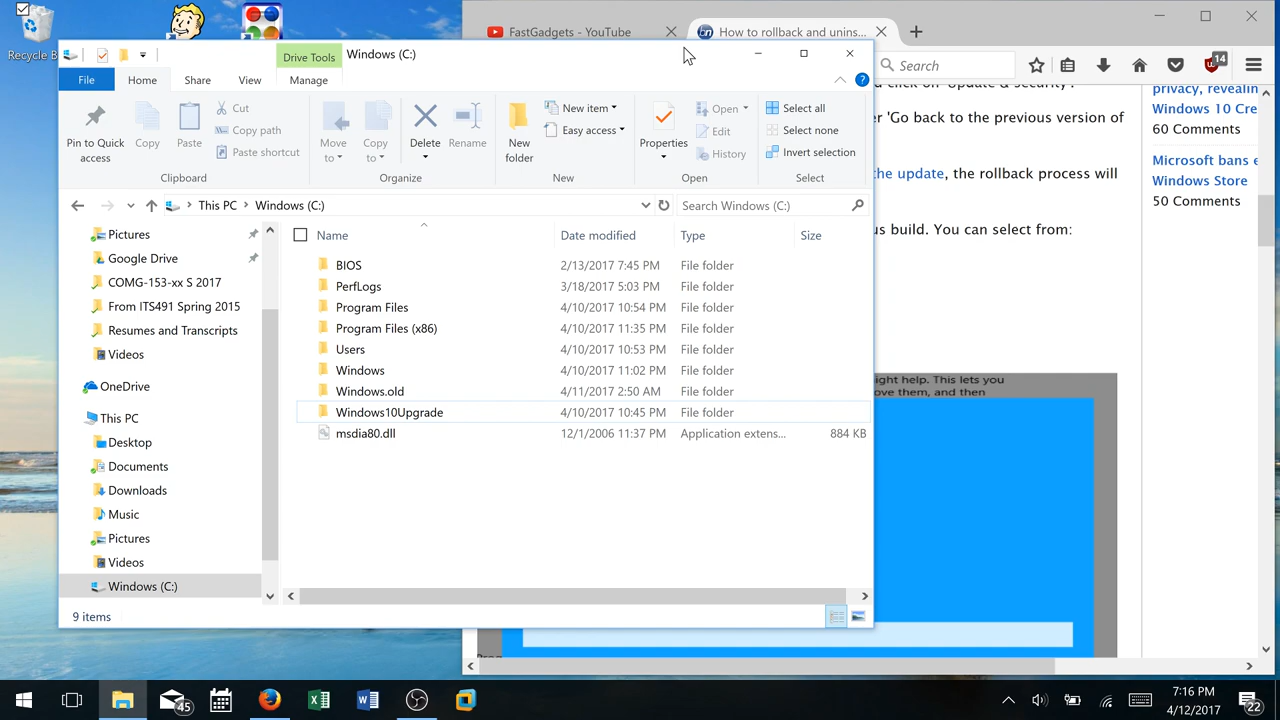 Recycle B
FastGadgets - YouTube
How to rollback and unins...
Drive Tools
Windows (C:)
File
Home
Share
View
Manage
Search
14
Pin to Quick access
Copy
Paste
Cut
Copy path
Paste shortcut
Clipboard
Move to
Copy to
Delete
Rename
Organize
New folder
New item
Easy access
New
Properties
Open
Edit
History
Open
Select all
Select none
Invert selection
Select
This PC
Windows (C:)
Search Windows (C:)
Name
Date modified
Type
Size
BIOS 2/13/2017 7:45 PM File folder
PerfLogs 3/18/2017 5:03 PM File folder
Program Files 4/10/2017 10:54 PM File folder
Program Files (x86) 4/10/2017 11:35 PM File folder
Users 4/10/2017 10:53 PM File folder
Windows 4/10/2017 11:02 PM File folder
Windows.old 4/11/2017 2:50 AM File folder
Windows10Upgrade 4/10/2017 10:45 PM File folder
msdia80.dll 12/1/2006 11:37 PM Application extens... 884 KB
Pictures
Google Drive
COMG-153-xx S 2017
From ITS491 Spring 2015
Resumes and Transcripts
Videos
OneDrive
This PC
Desktop
Documents
Downloads
Music
Pictures
Videos
Windows (C:)
9 items
and click on 'Update & security'.
er 'Go back to the previous version of
the update, the rollback process will
us build. You can select from:
ight help. This lets you
ove them, and then
privacy, revealin
Windows 10 Cre
60 Comments
Microsoft bans e
Windows Store
50 Comments
45
7:16 PM
4/12/2017
22